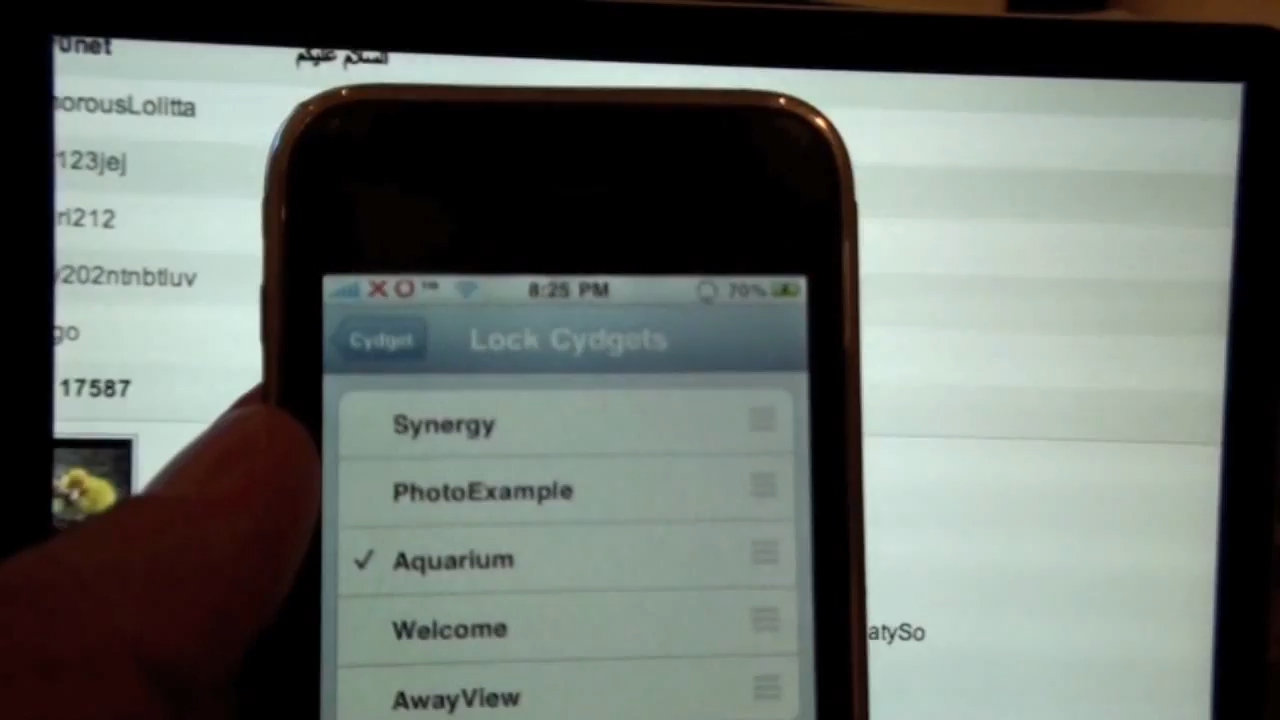 السلام عليكم
orousLolitta
123jej
ri212
202ntnbtluv
go
17587
8:25 PM
70%
Cydget
Lock Cydgets
Synergy
PhotoExample
Aquarium
Welcome
atySo
AwayView